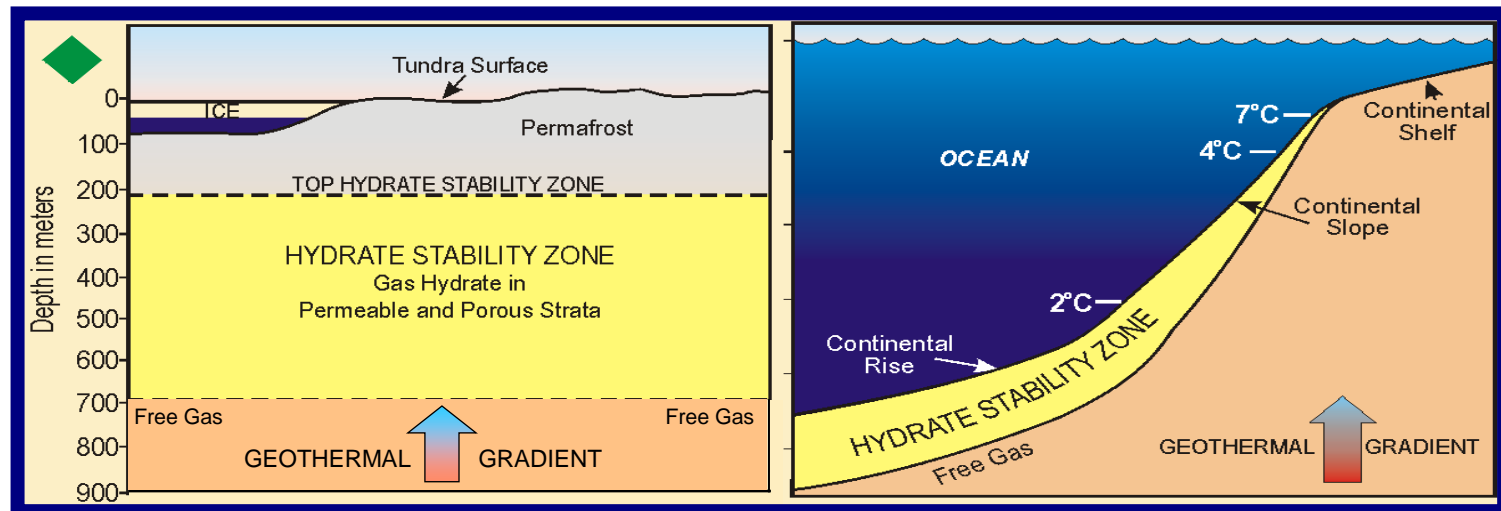 Tundra Surface
Depth in meters
0
100
200
300
400
500
600
700
800
900
ICE
Permafrost
TOP HYDRATE STABILITY ZONE
HYDRATE STABILITY ZONE
Gas Hydrate in
Permeable and Porous Strata
Free Gas
Free Gas
GEOTHERMAL GRADIENT
OCEAN
7°C
4°C
2°C
Continental
Shelf
Continental
Slope
Continental
Rise
HYDRATE STABILITY ZONE
Free Gas
GEOTHERMAL GRADIENT